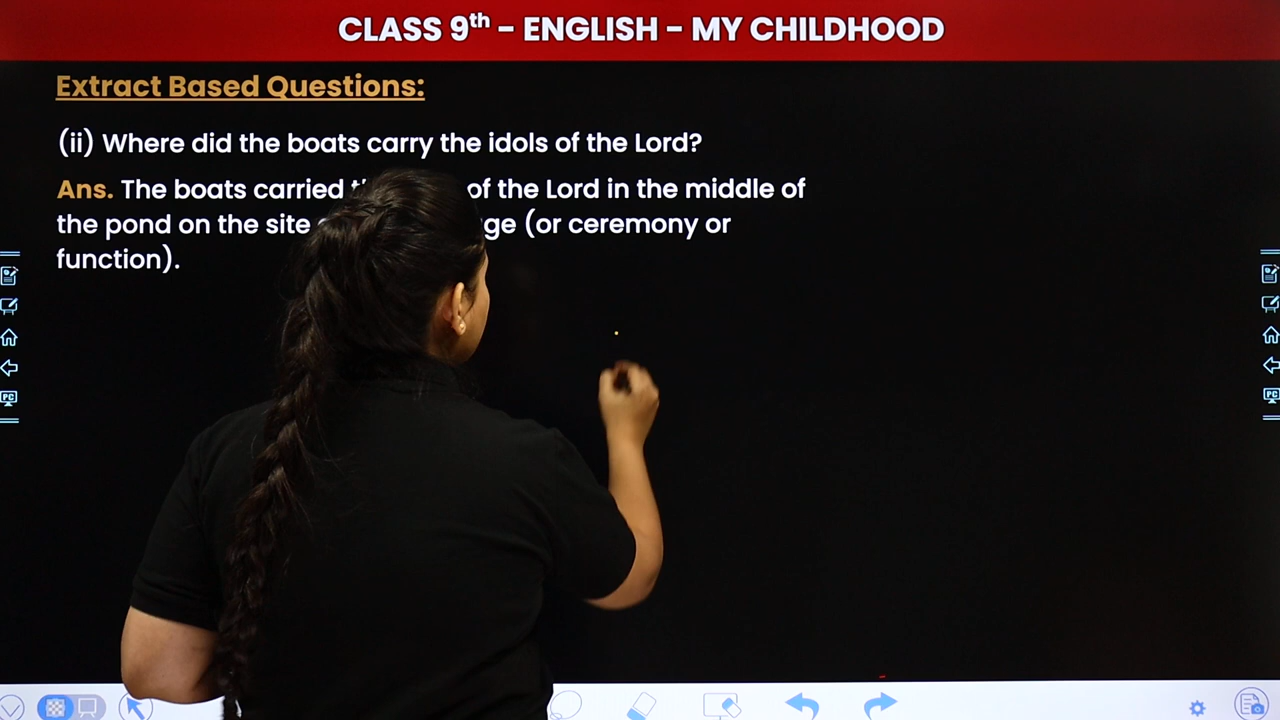 CLASS 9th - ENGLISH - MY CHILDHOOD
Extract Based Questions:
(ii) Where did the boats carry the idols of the Lord?
Ans. The boats carried of the Lord in the middle of
the pond on the site (or ceremony or
function).
PC
PC